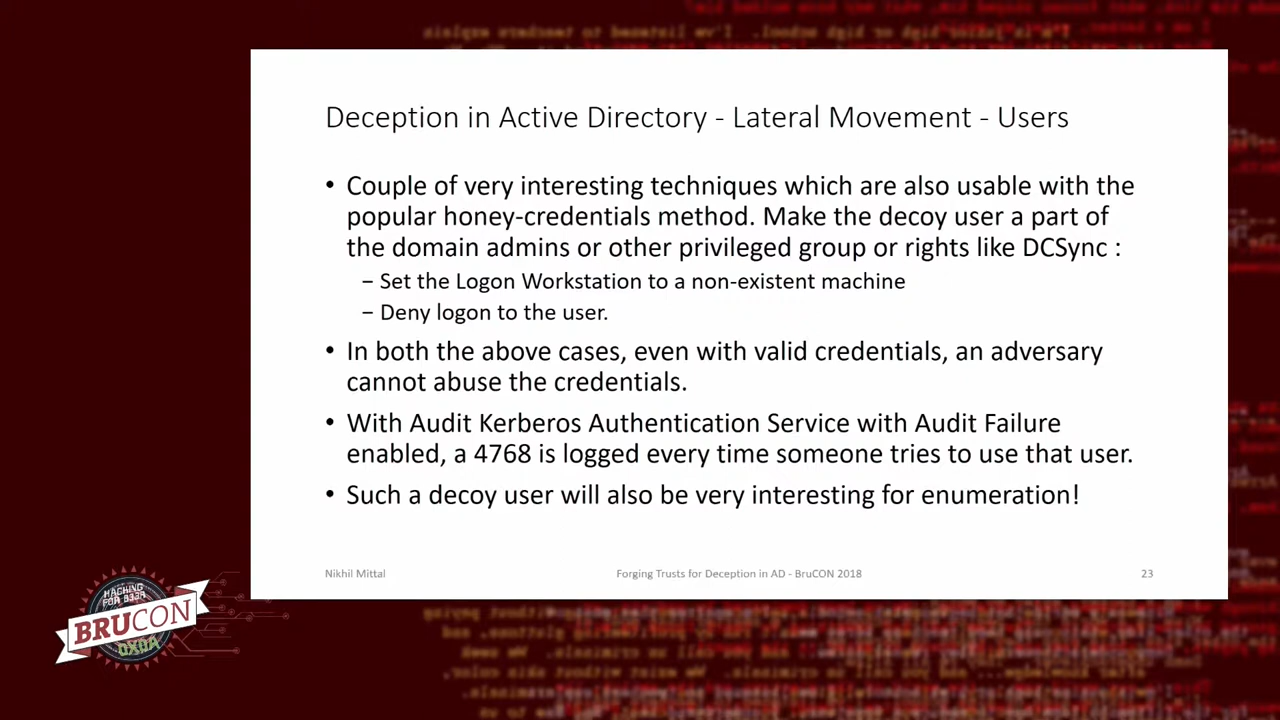 Deception in Active Directory - Lateral Movement - Users
• Couple of very interesting techniques which are also usable with the
popular honey-credentials method. Make the decoy user a part of
the domain admins or other privileged group or rights like DCSync :
– Set the Logon Workstation to a non-existent machine
– Deny logon to the user.
• In both the above cases, even with valid credentials, an adversary
cannot abuse the credentials.
• With Audit Kerberos Authentication Service with Audit Failure
enabled, a 4768 is logged every time someone tries to use that user.
• Such a decoy user will also be very interesting for enumeration!
Nikhil Mittal
Forging Trusts for Deception in AD - BruCON 2018
23
HACKING
FOR B33R
BRUCON
0X0A